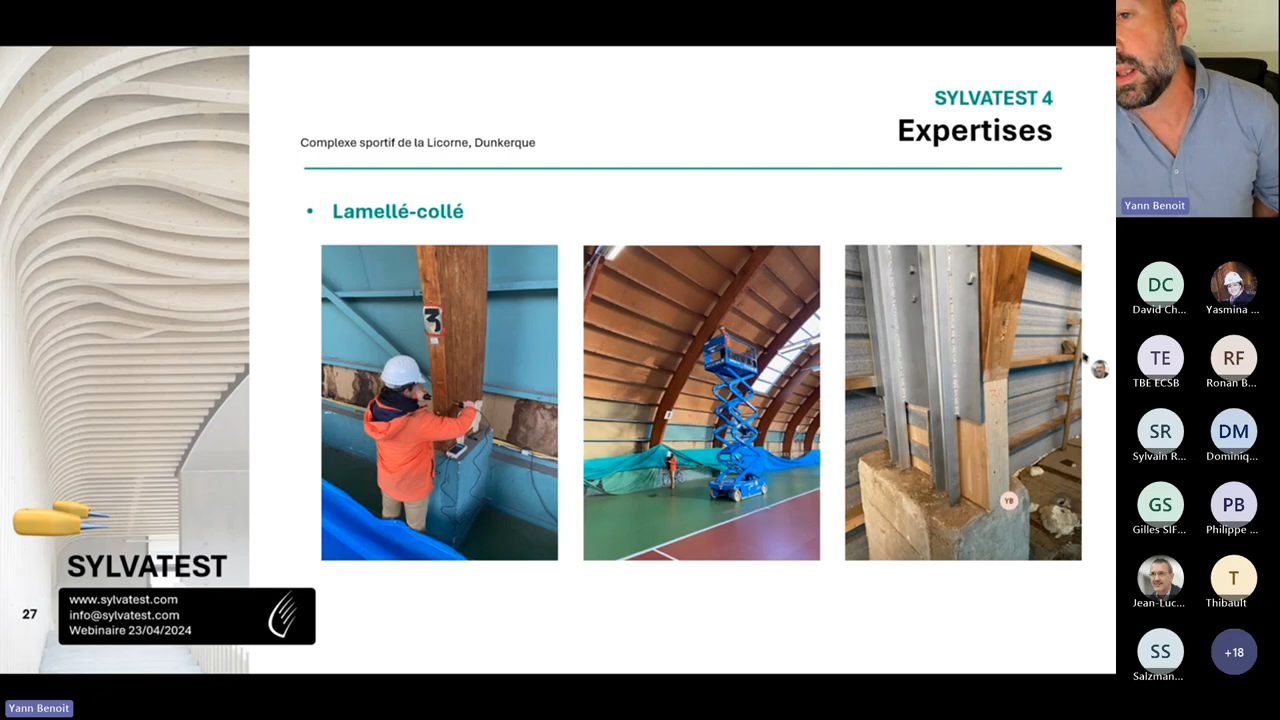 SYLVATEST 4
Expertises
Complexe sportif de la Licorne, Dunkerque
• Lamellé-collé
3
YB
SYLVATEST
www.sylvatest.com
info@sylvatest.com
Webinaire 23/04/2024
27
Yann Benoit
DC
David Ch...
Yasmina ...
TE
TBE ECSB
RF
Ronan B...
SR
Sylvain R...
DM
Dominiq...
GS
Gilles SIF...
PB
Philippe ...
Jean-Luc...
T
Thibault
SS
Salzman...
+18
Yann Benoit